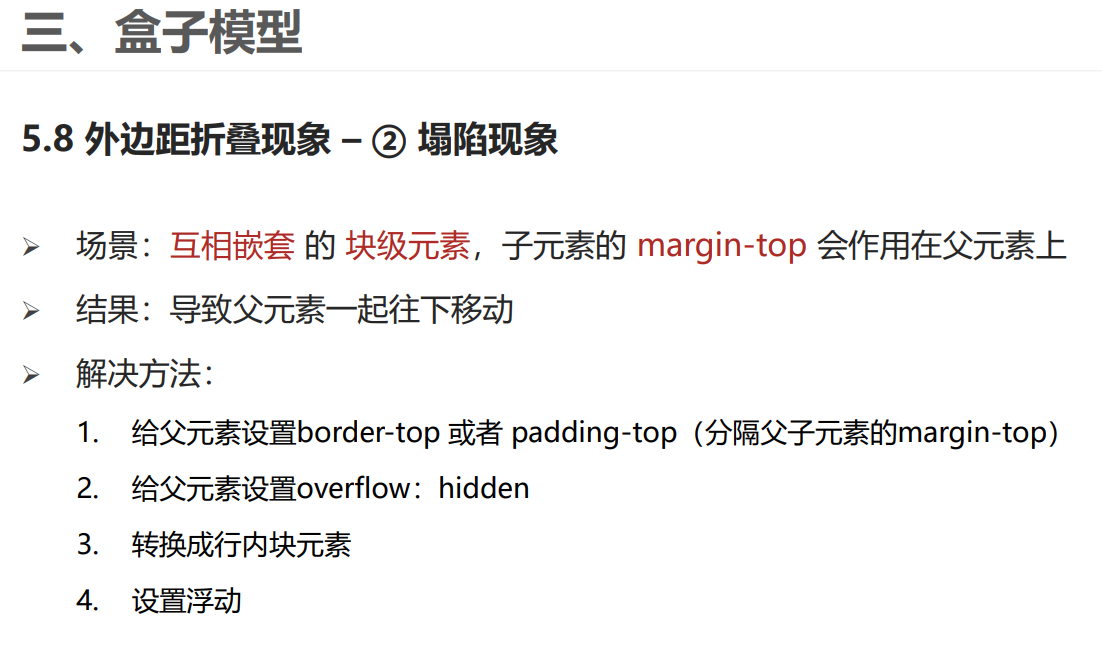 三、盒子模型
5.8 外边距折叠现象 – ② 塌陷现象
➢ 场景：互相嵌套 的 块级元素，子元素的 margin-top 会作用在父元素上
➢ 结果：导致父元素一起往下移动
➢ 解决方法：
1. 给父元素设置border-top 或者 padding-top（分隔父子元素的margin-top）
2. 给父元素设置overflow：hidden
3. 转换成行内块元素
4. 设置浮动